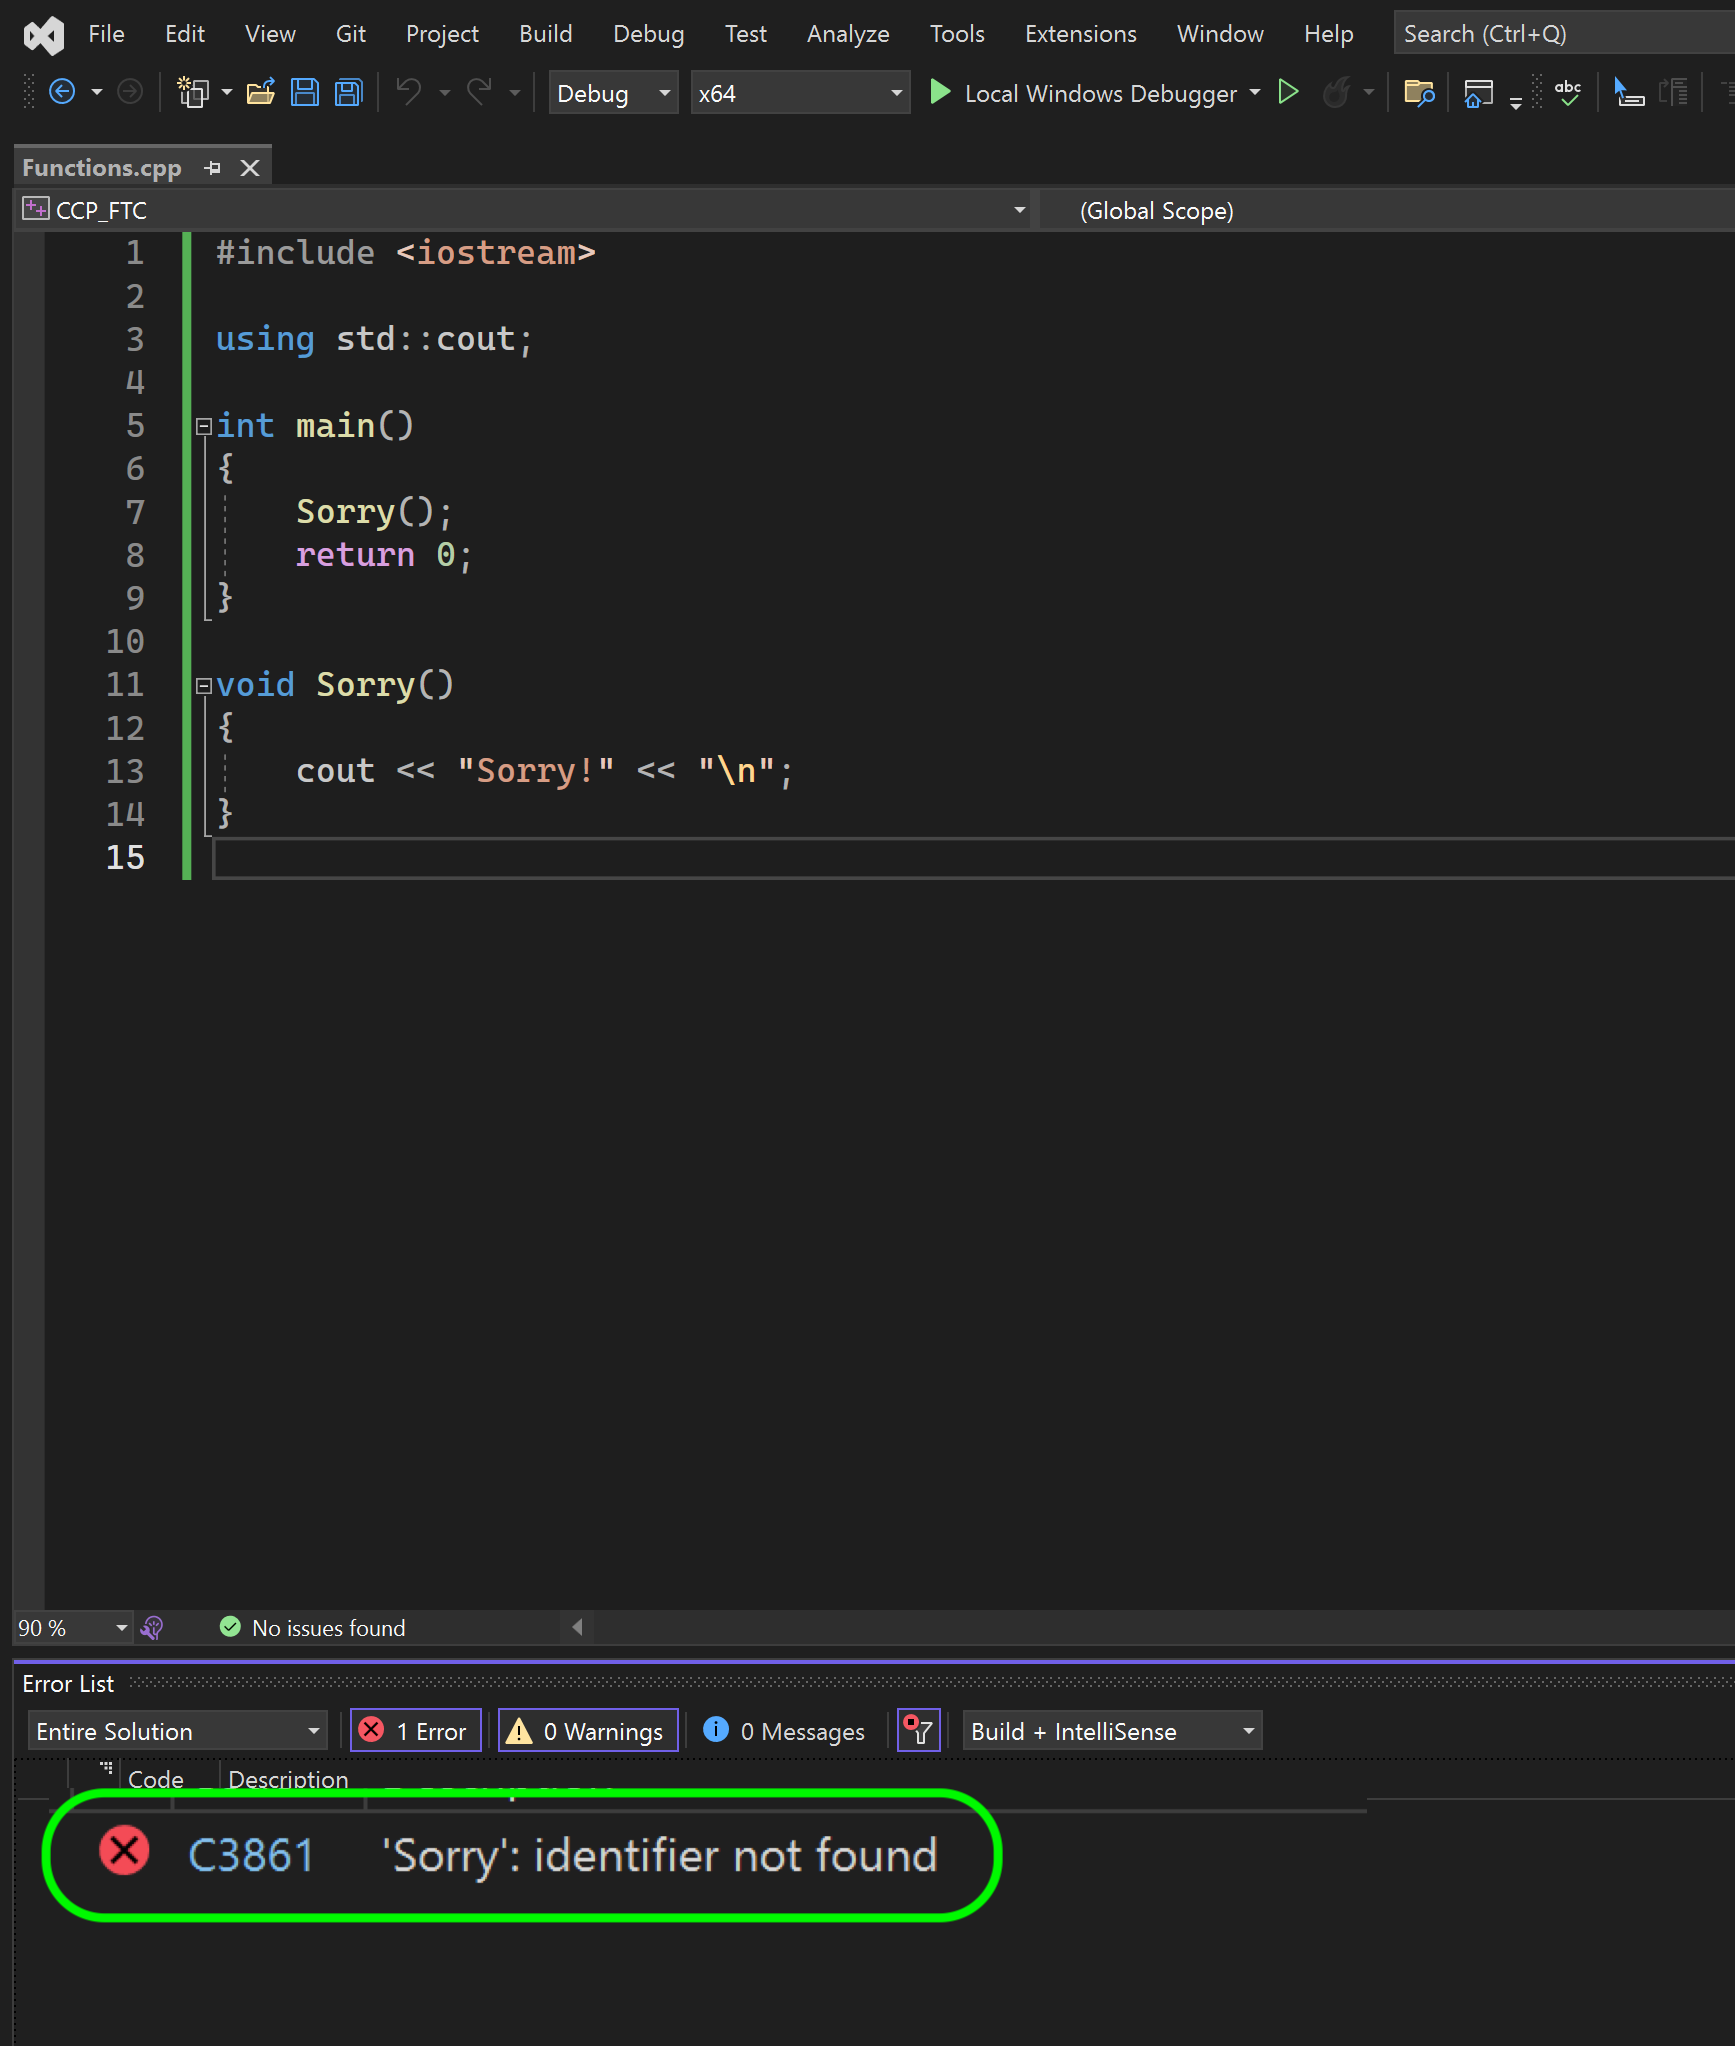 File Edit View Git Project Build Debug Test Analyze Tools Extensions Window Help Search (Ctrl+Q)
Debug x64 Local Windows Debugger abc
Functions.cpp
CCP_FTC (Global Scope)
1 #include <iostream>
2
3 using std::cout;
4
5 int main()
6 {
7 Sorry();
8 return 0;
9 }
10
11 void Sorry()
12 {
13 cout << "Sorry!" << "\n";
14 }
15
90 % No issues found
Error List
Entire Solution 1 Error 0 Warnings 0 Messages Build + IntelliSense
Code Description
C3861 'Sorry': identifier not found